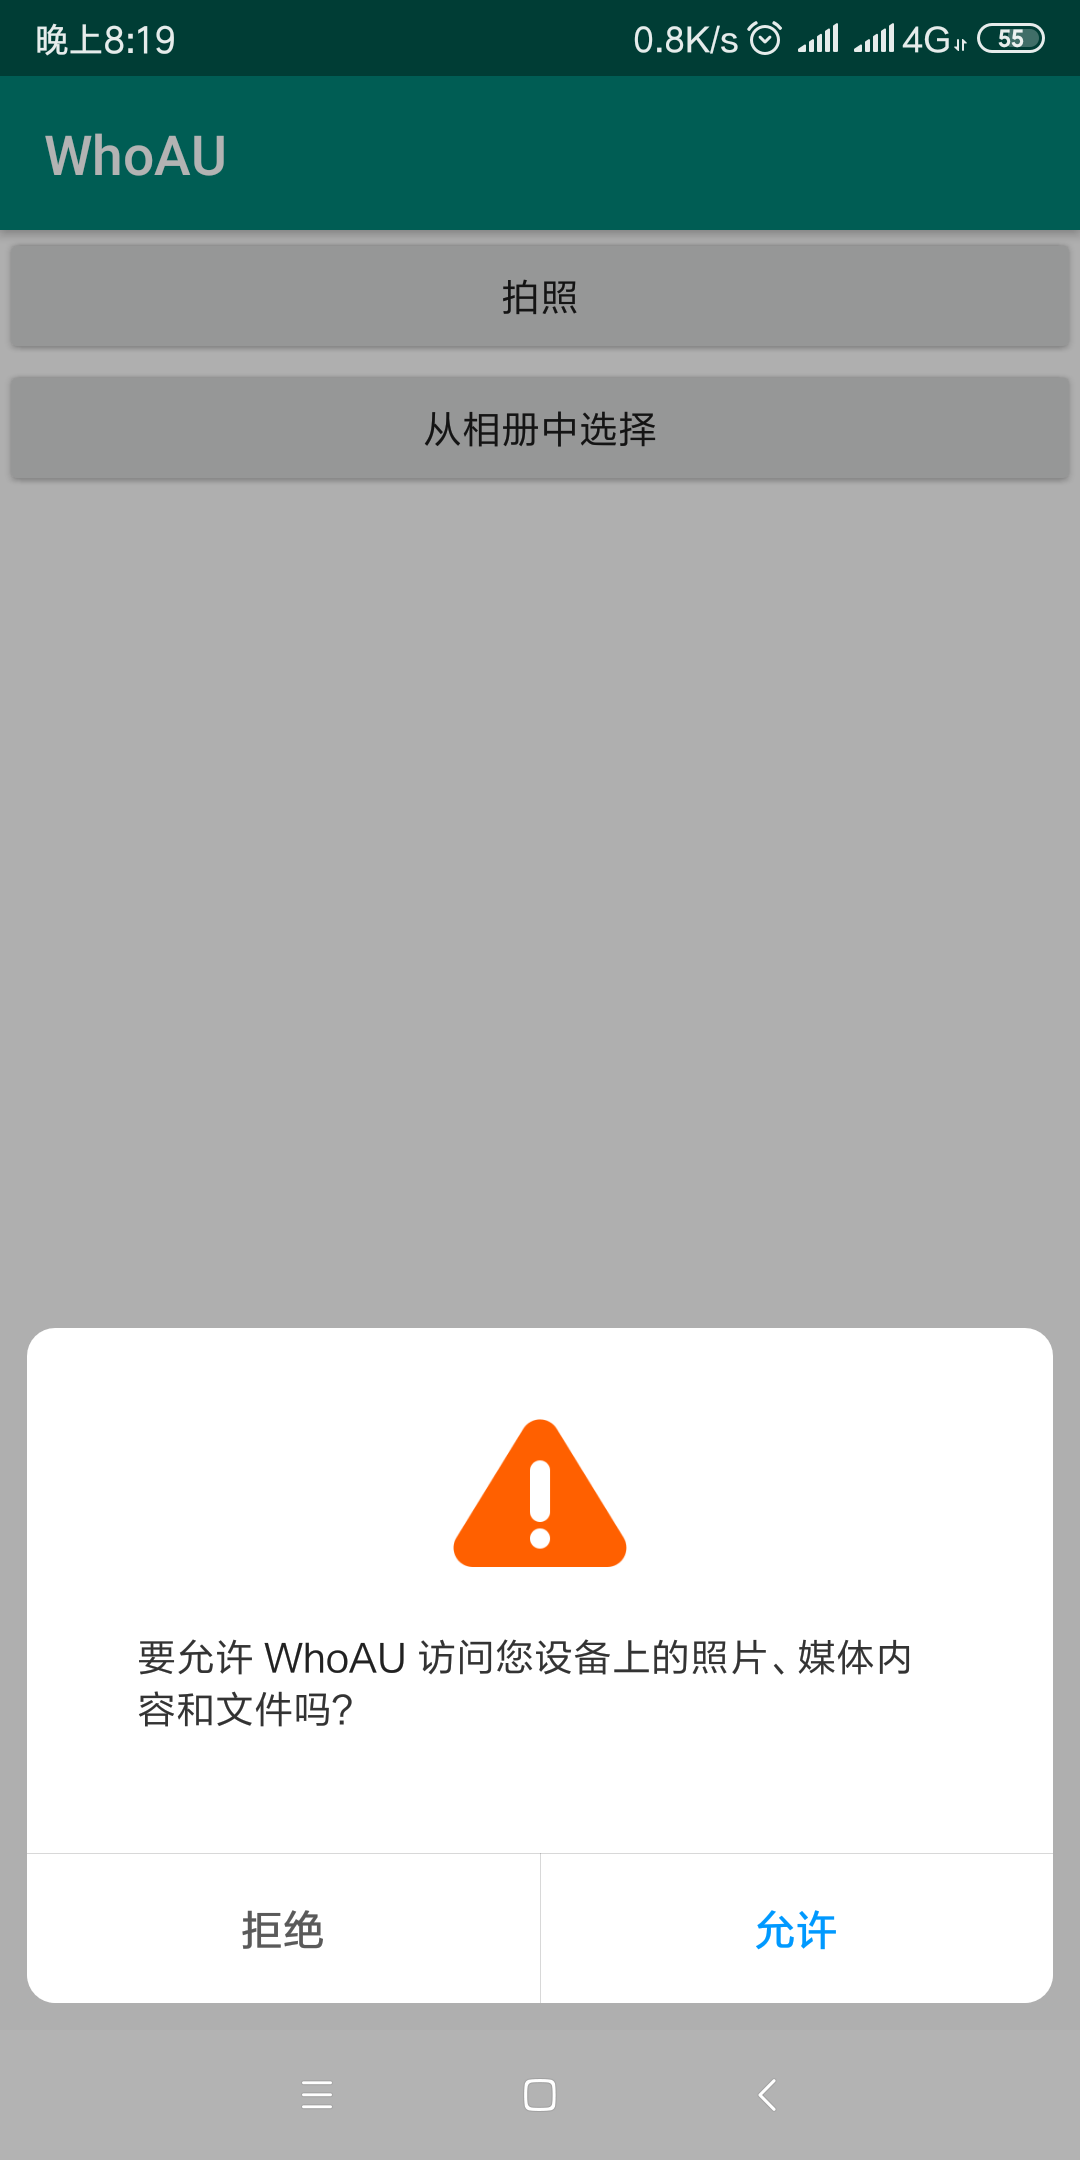 晚上8:19
0.8K/s 4G 55
WhoAU
拍照
从相册中选择
要允许 WhoAU 访问您设备上的照片、媒体内
容和文件吗?
拒绝
允许